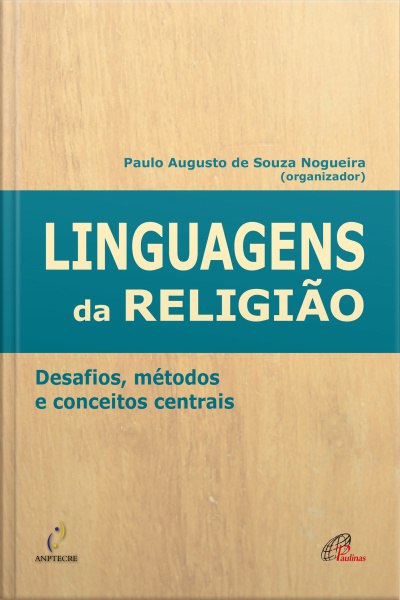 Paulo Augusto de Souza Nogueira
(organizador)
LINGUAGENS
da RELIGIÃO
Desafios, métodos
e conceitos centrais
ANPTECRE
Paulinas